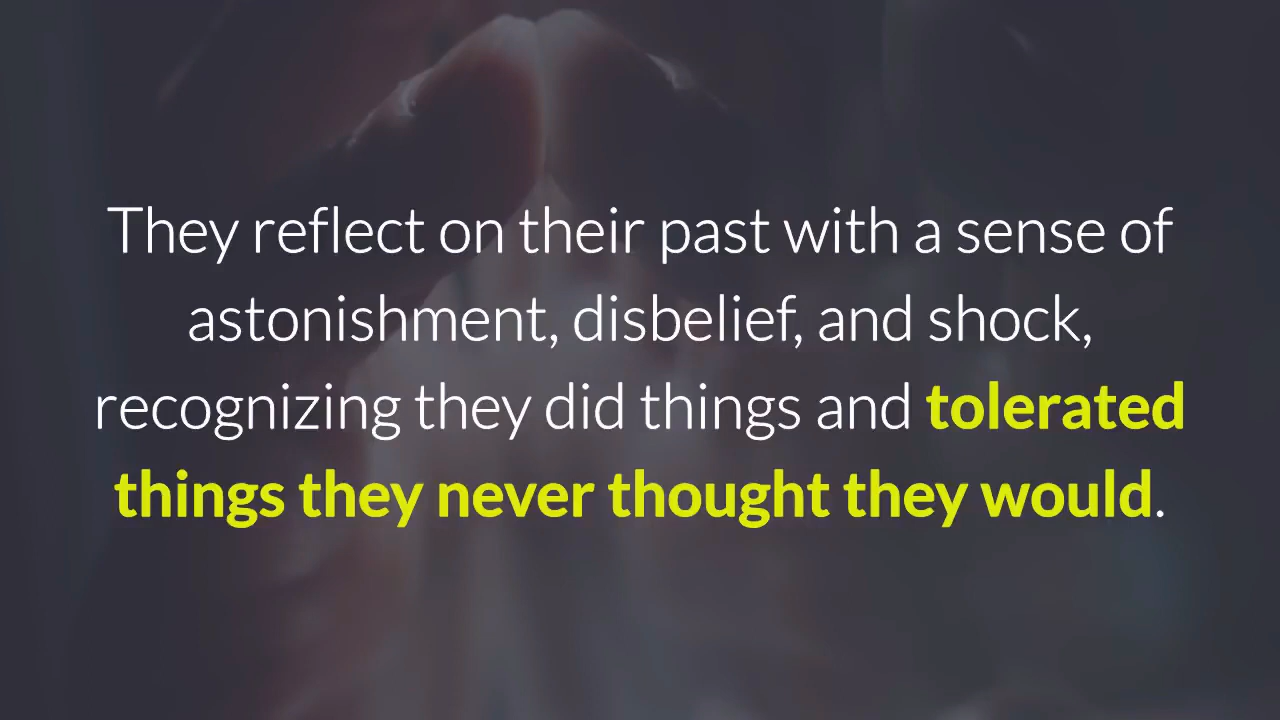 They reflect on their past with a sense of
astonishment, disbelief, and shock,
recognizing they did things and tolerated
things they never thought they would.